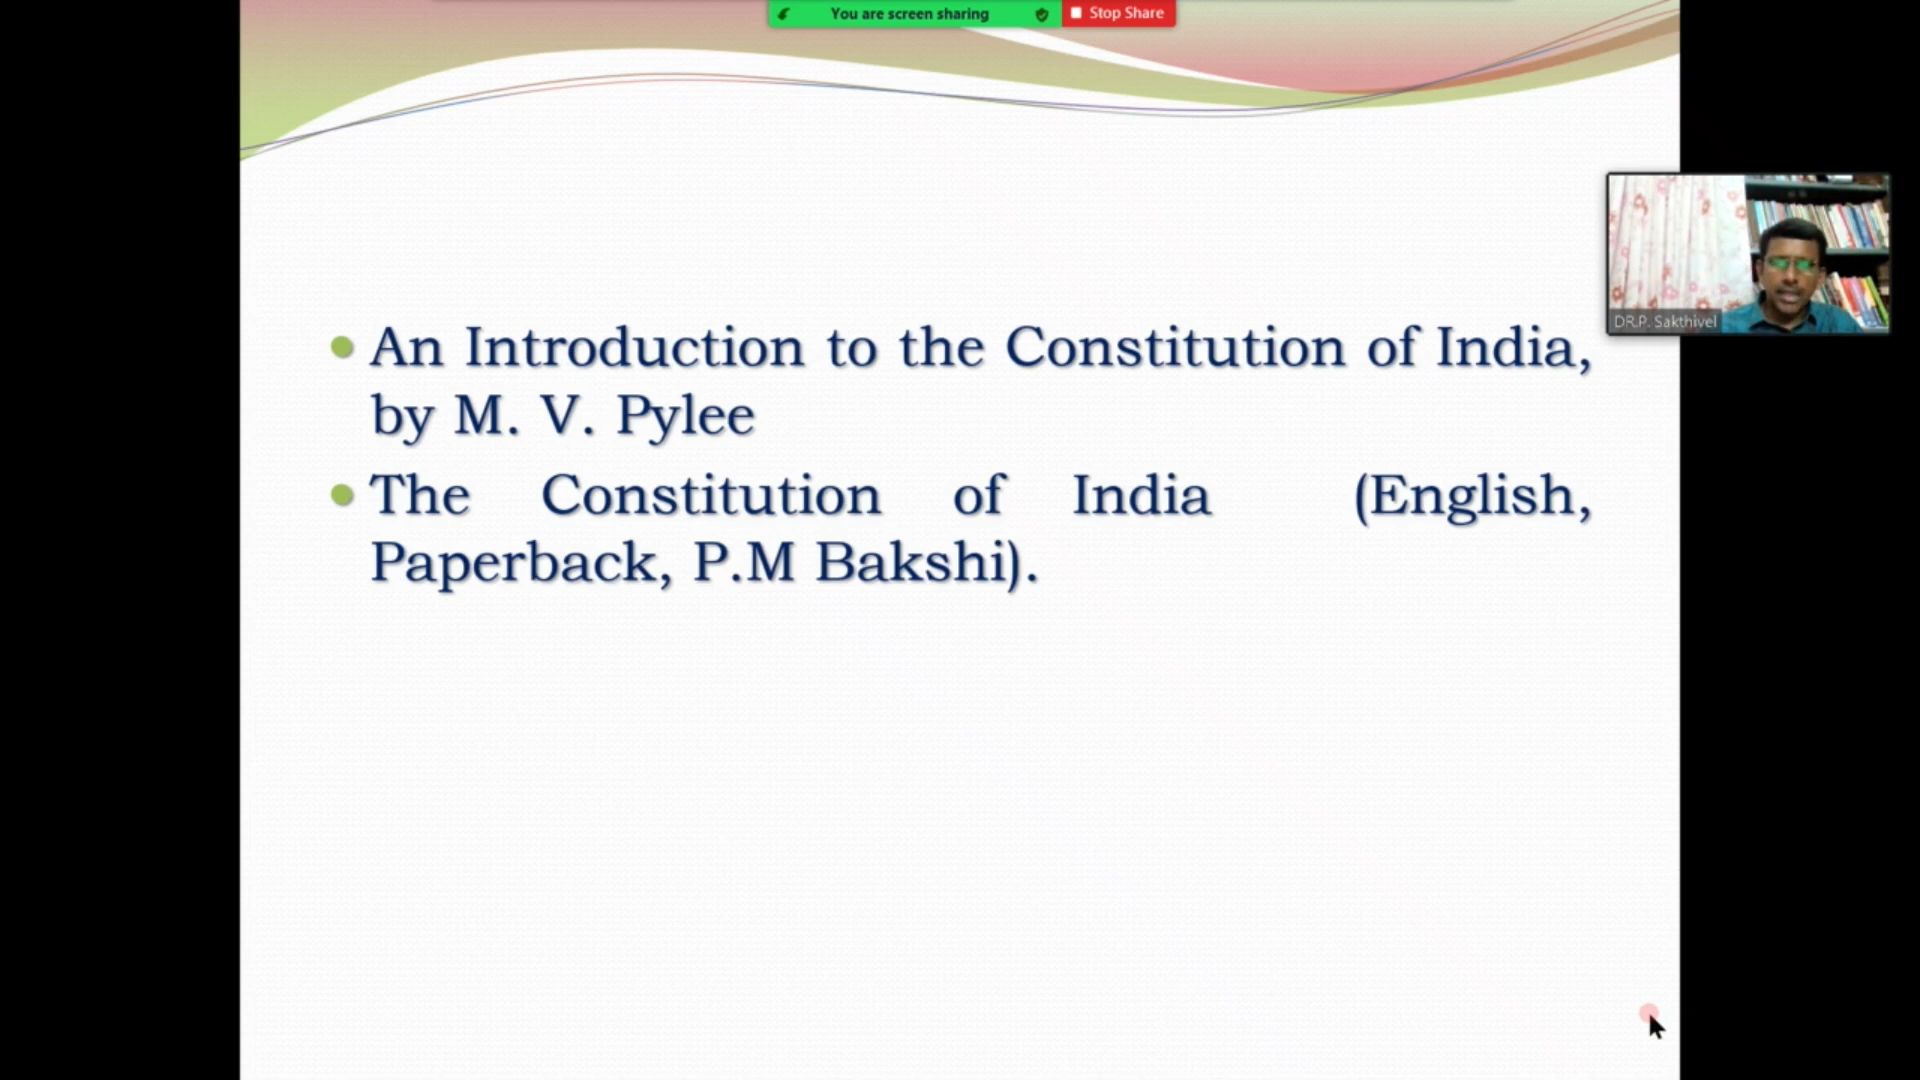 You are screen sharing
Stop Share
An Introduction to the Constitution of India,
by M. V. Pylee
The Constitution of India (English,
Paperback, P.M Bakshi).
DR.P. Sakthivel